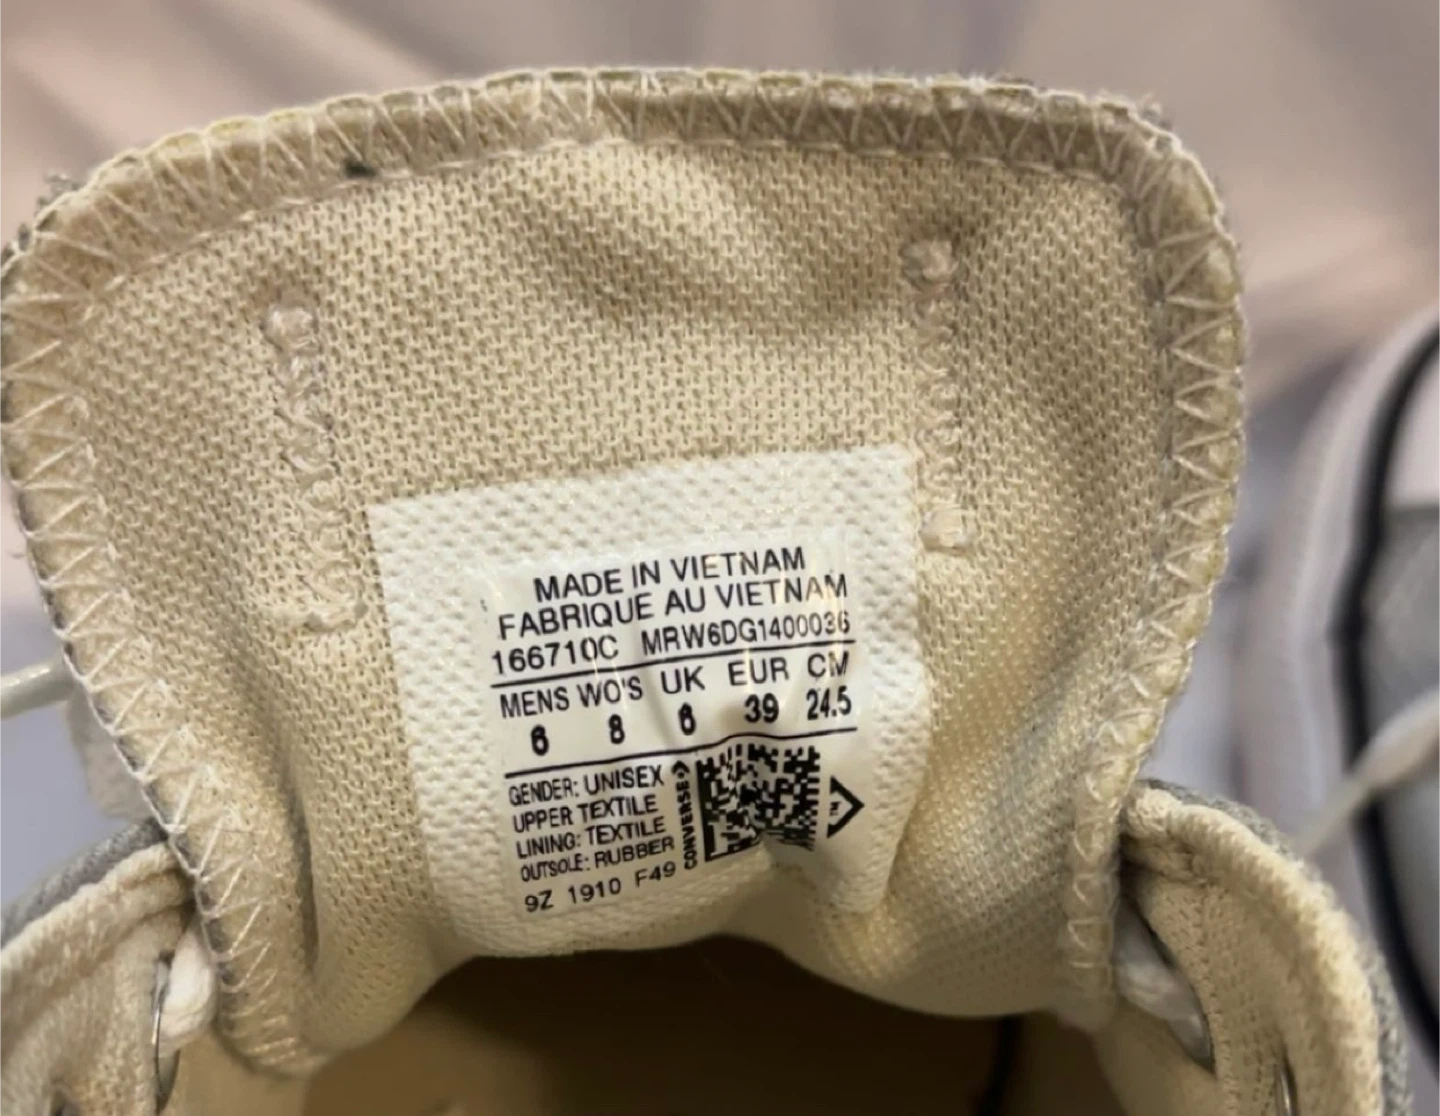 MADE IN VIETNAM
FABRIQUE AU VIETNAM
166710C MRW6DG1400036
MENS WO'S UK EUR CM
6 8 6 39 24.5
GENDER: UNISEX
UPPER TEXTILE
LINING: TEXTILE
OUTSOLE: RUBBER
9Z 1910 F49
CONVERSE
TM